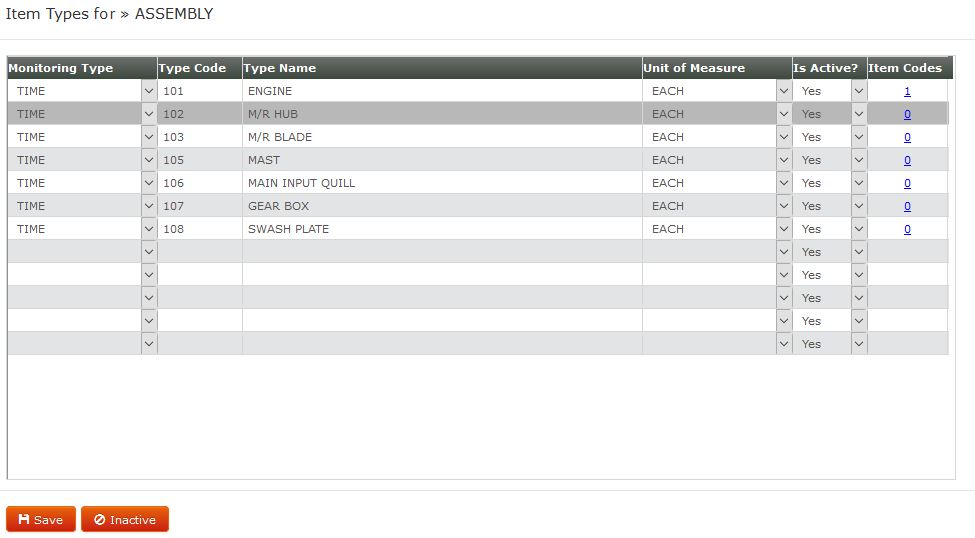 Item Types for » ASSEMBLY
Monitoring Type Type Code Type Name Unit of Measure Is Active? Item Codes
TIME 101 ENGINE EACH Yes 1
TIME 102 M/R HUB EACH Yes 0
TIME 103 M/R BLADE EACH Yes 0
TIME 105 MAST EACH Yes 0
TIME 106 MAIN INPUT QUILL EACH Yes 0
TIME 107 GEAR BOX EACH Yes 0
TIME 108 SWASH PLATE EACH Yes 0
Yes
Yes
Yes
Yes
Yes
Save Inactive